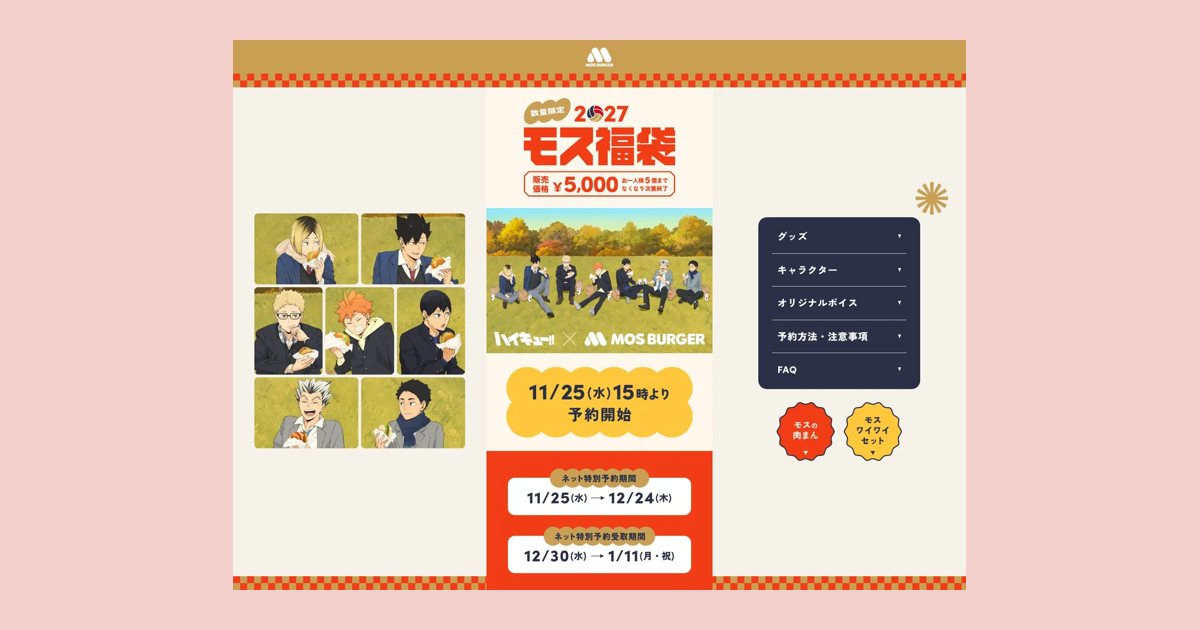 MOS BURGER
数量限定
2027
モス福袋
販売価格
¥5,000
お一人様5個まで
なくなり次第終了
ハイキュー!! × MOS BURGER
11/25(水)15時より
予約開始
ネット特別予約期間
11/25(水)→12/24(木)
ネット特別予約受取期間
12/30(水)→1/11(月・祝)
グッズ
キャラクター
オリジナルボイス
予約方法・注意事項
FAQ
モスの
肉まん
モス
ワイワイ
セット